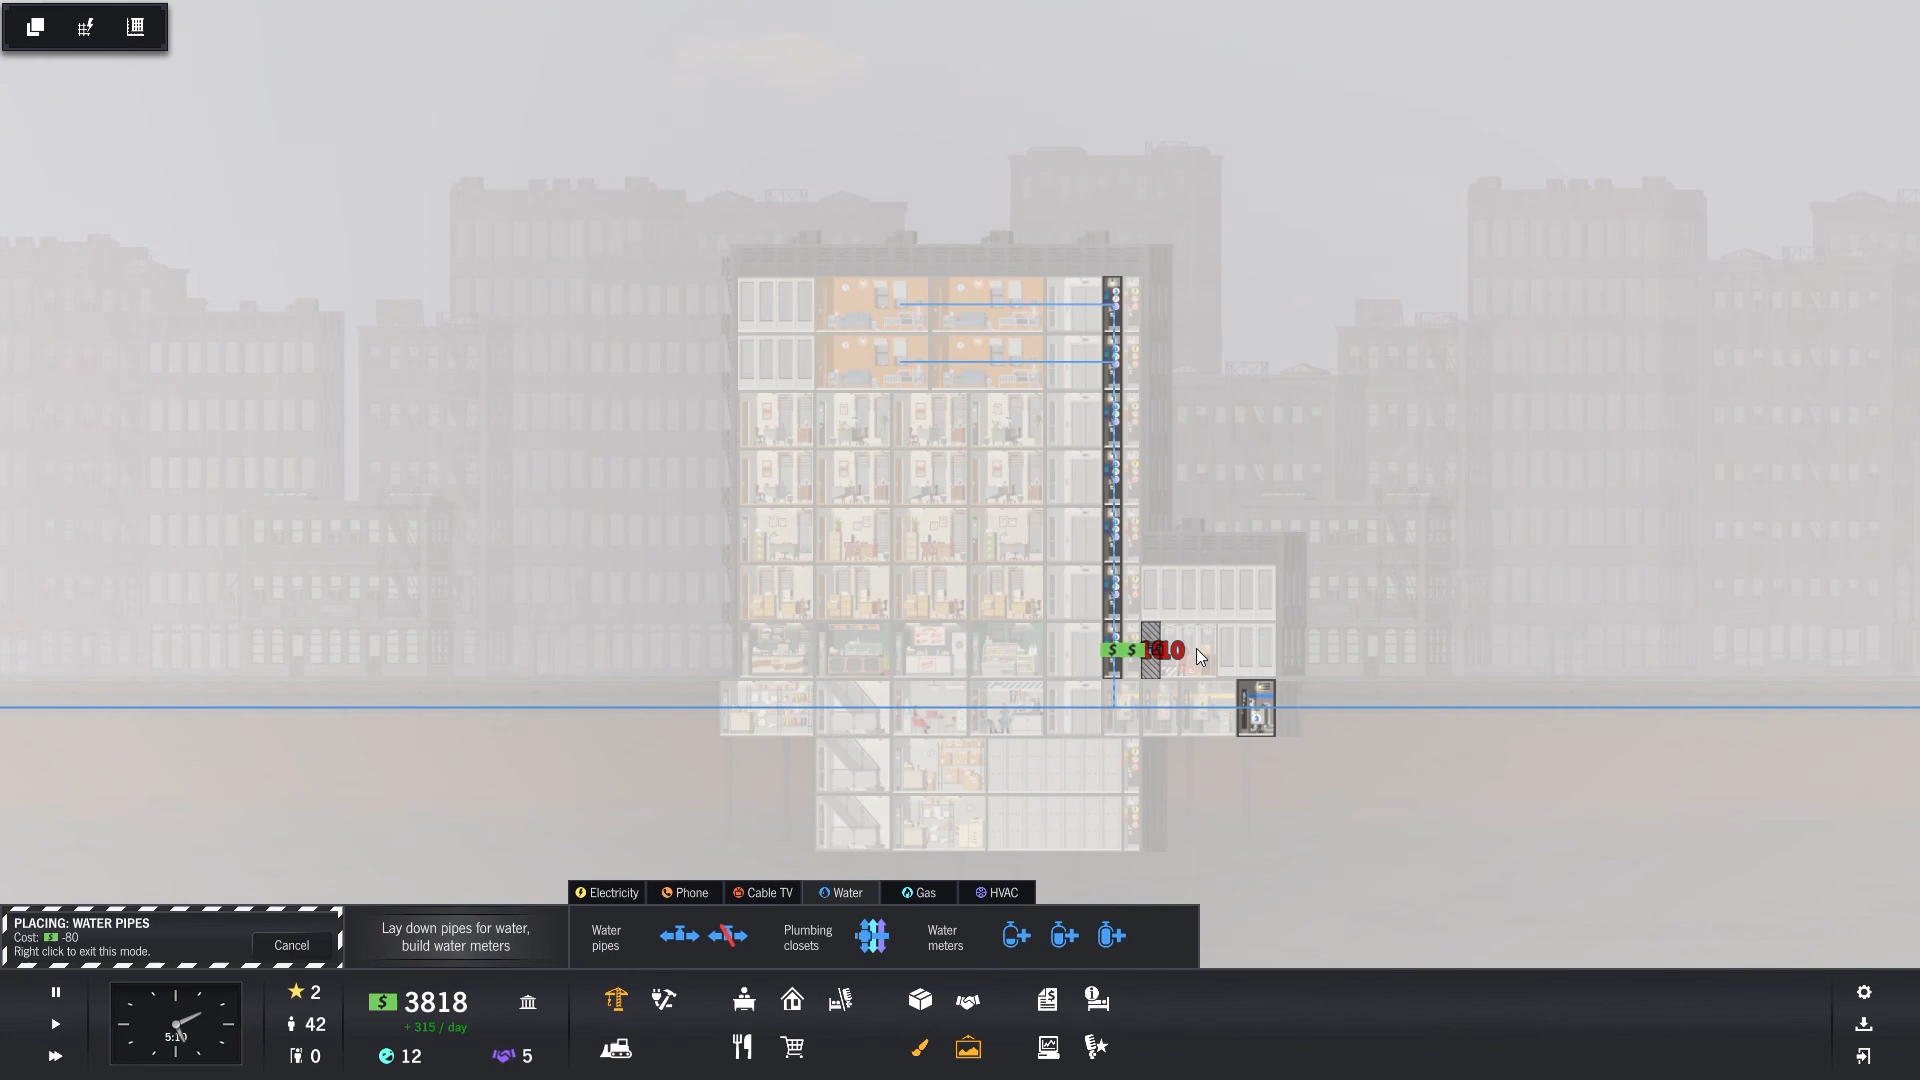 $ $ 10
Electricity
Phone
Cable TV
Water
Gas
HVAC
PLACING: WATER PIPES
Cost: $ -80
Right click to exit this mode.
Cancel
Lay down pipes for water,
build water meters
Water
pipes
Plumbing
closets
Water
meters
5:10
2
42
0
$ 3818
+ 315 / day
12
5